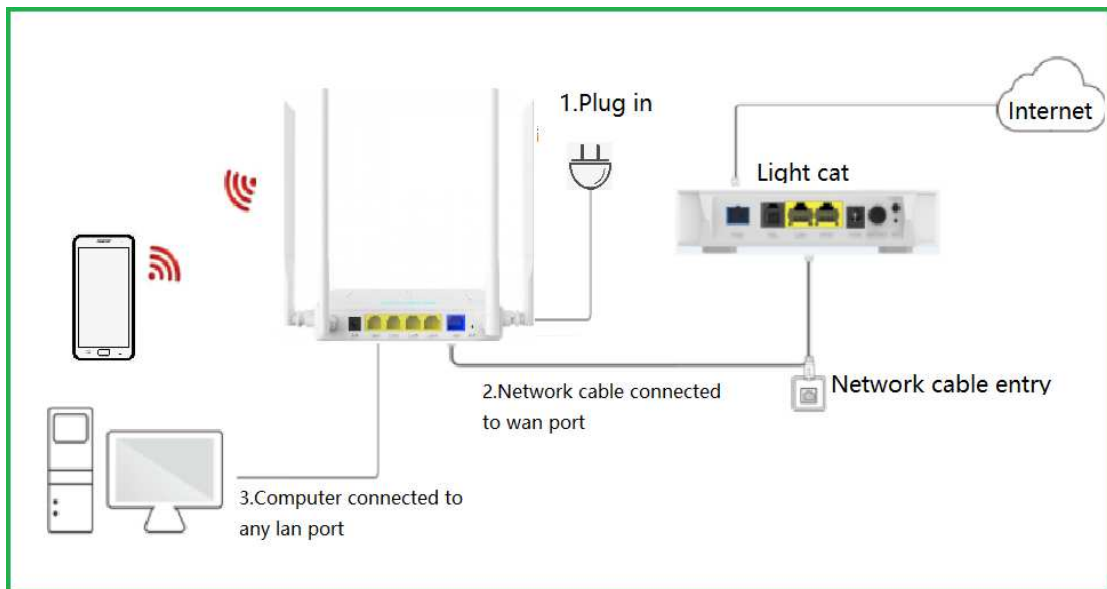 1.Plug in
Internet
Light cat
Network cable entry
2.Network cable connected
to wan port
3.Computer connected to
any lan port